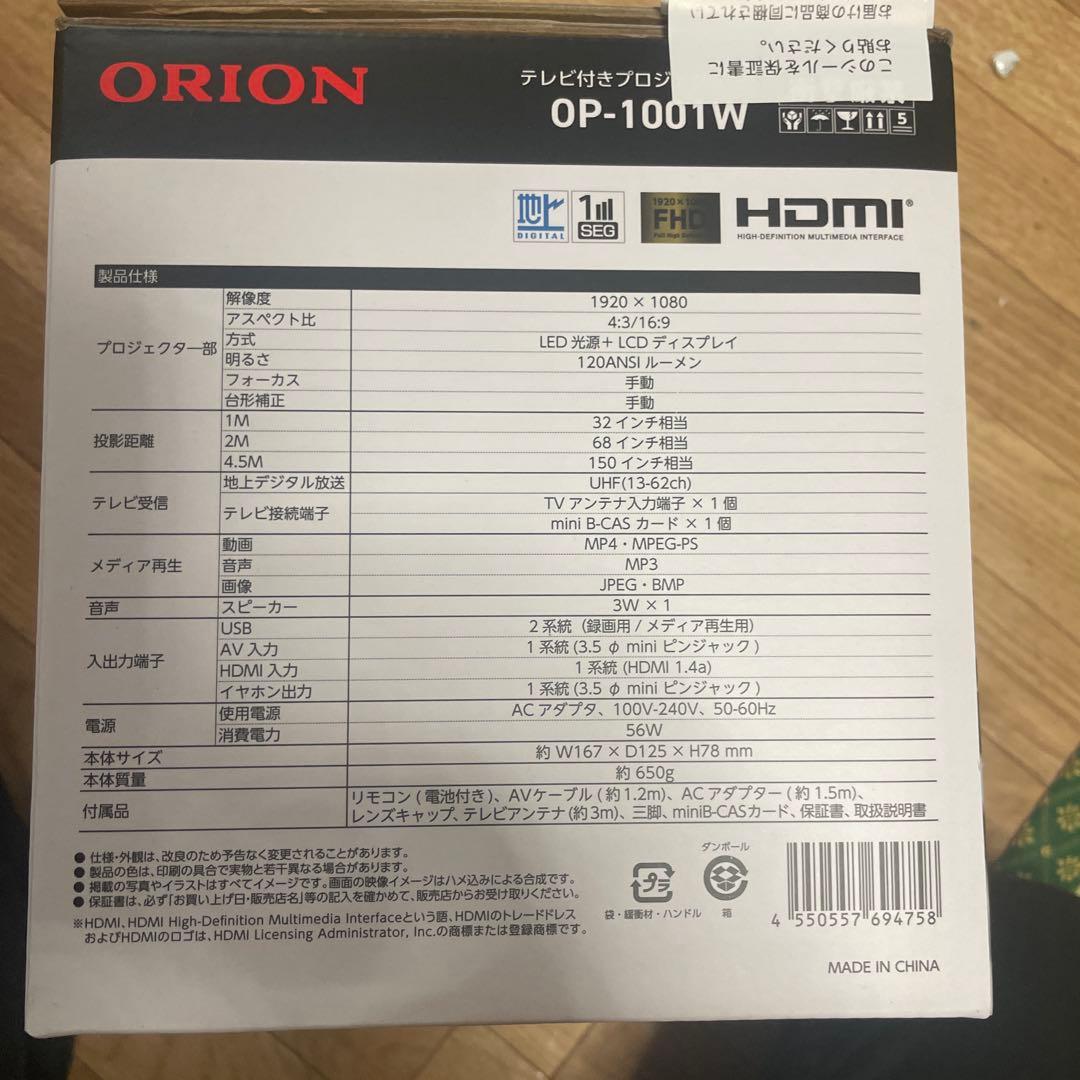 お届けの商品に同梱されてい
このシールを保証書に
お貼りください。
ORION
テレビ付きプロジ
OP-1001W
5
地上
DIGITAL
1
SEG
1920×10
FHD
HDMI®
HIGH-DEFINITION MULTIMEDIA INTERFACE
製品仕様
プロジェクター部
解像度 1920 × 1080
アスペクト比 4:3/16:9
方式 LED 光源+ LCD ディスプレイ
明るさ 120ANSI ルーメン
フォーカス 手動
台形補正 手動
投影距離
1M 32 インチ相当
2M 68 インチ相当
4.5M 150 インチ相当
テレビ受信
地上デジタル放送 UHF(13-62ch)
テレビ接続端子 TV アンテナ入力端子 × 1 個
mini B-CAS カード × 1 個
メディア再生
動画 MP4・MPEG-PS
音声 MP3
画像 JPEG・BMP
音声 スピーカー 3W × 1
入出力端子
USB 2 系統（録画用 / メディア再生用）
AV 入力 1 系統 (3.5 φ mini ピンジャック )
HDMI 入力 1 系統 (HDMI 1.4a)
イヤホン出力 1 系統 (3.5 φ mini ピンジャック )
電源
使用電源 AC アダプタ、100V-240V、50-60Hz
消費電力 56W
本体サイズ 約 W167 × D125 × H78 mm
本体質量 約 650g
付属品 リモコン ( 電池付き )、AVケーブル ( 約 1.2m)、AC アダプター ( 約 1.5m)、
レンズキャップ、テレビアンテナ(約3m)、三脚、miniB-CASカード、保証書、取扱説明書
● 仕様・外観は、改良のため予告なく変更されることがあります。
● 製品の色は、印刷の具合で実物と若干異なる場合があります。
● 掲載の写真やイラストはすべてイメージです。画面の映像イメージはハメ込みによる合成です。
● 保証書は、必ず「お買い上げ日・販売店名」等の記入を確かめて、販売店からお受け取りください。
※HDMI、HDMI High-Definition Multimedia Interfaceという語、HDMIのトレードドレス
およびHDMIのロゴは、HDMI Licensing Administrator, Inc.の商標または登録商標です。
プラ
袋・緩衝材・ハンドル
ダンボール
箱
4 550557 694758
MADE IN CHINA